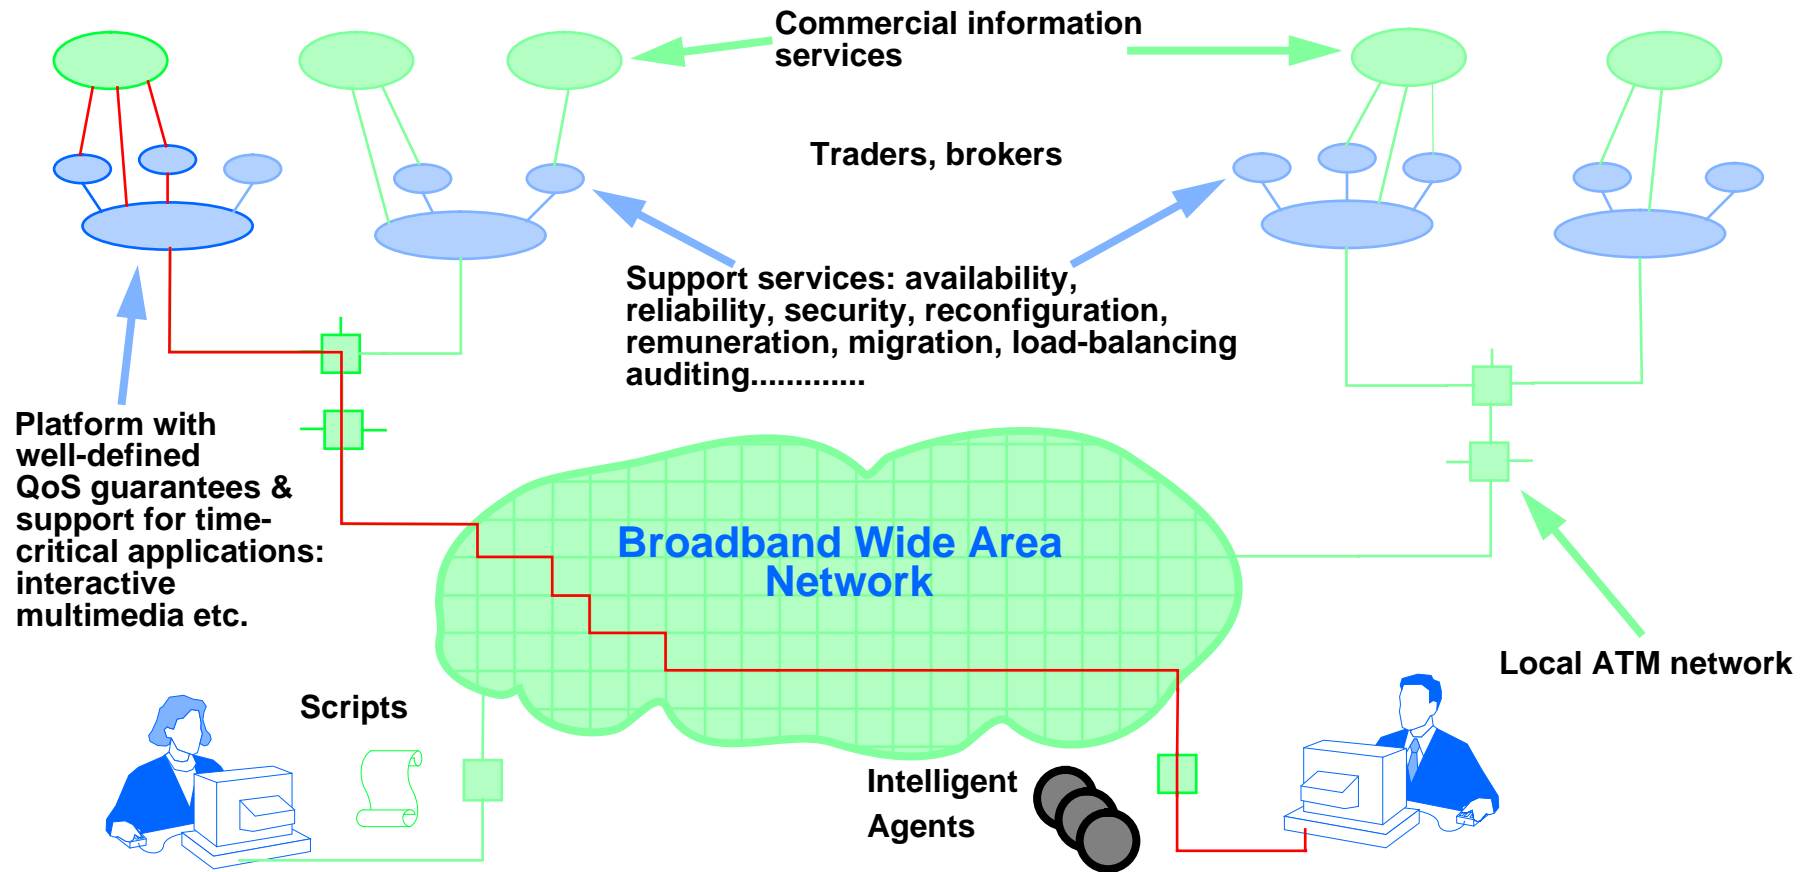 Commercial information
services
Traders, brokers
Support services: availability,
reliability, security, reconfiguration,
remuneration, migration, load-balancing
auditing.............
Platform with
well-defined
QoS guarantees &
support for time-
critical applications:
interactive
multimedia etc.
Broadband Wide Area
Network
Local ATM network
Scripts
Intelligent
Agents